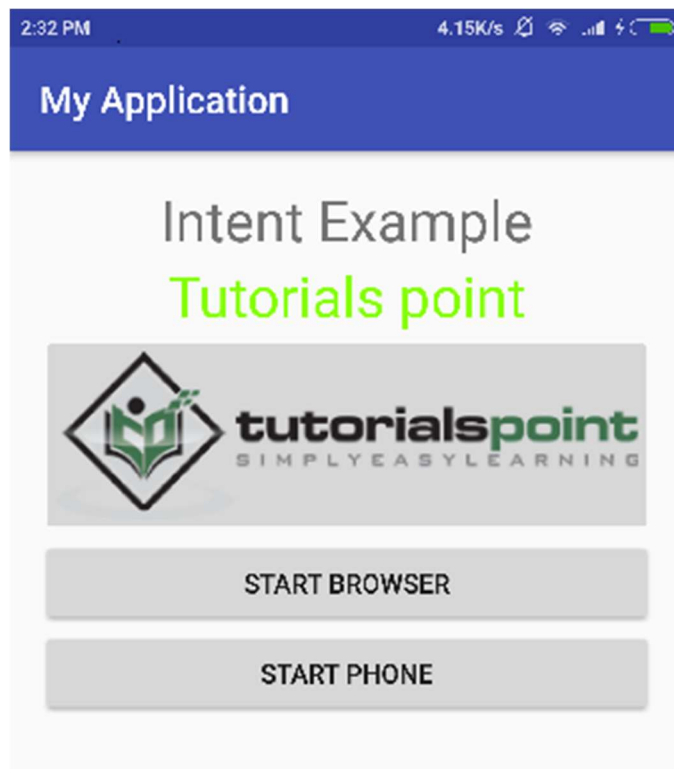 2:32 PM 4.15K/s
My Application
Intent Example
Tutorials point
tutorialspoint
SIMPLYEASYLEARNING
START BROWSER
START PHONE